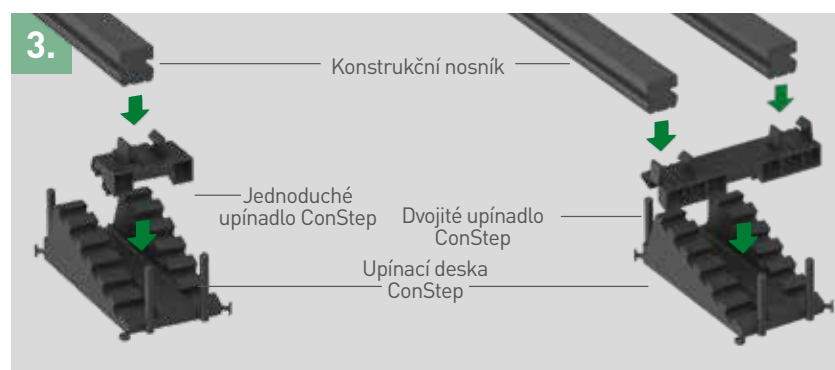 3.
Konstrukční nosník
Jednoduché
upínadlo ConStep
Dvojité upínadlo
ConStep
Upínací deska
ConStep